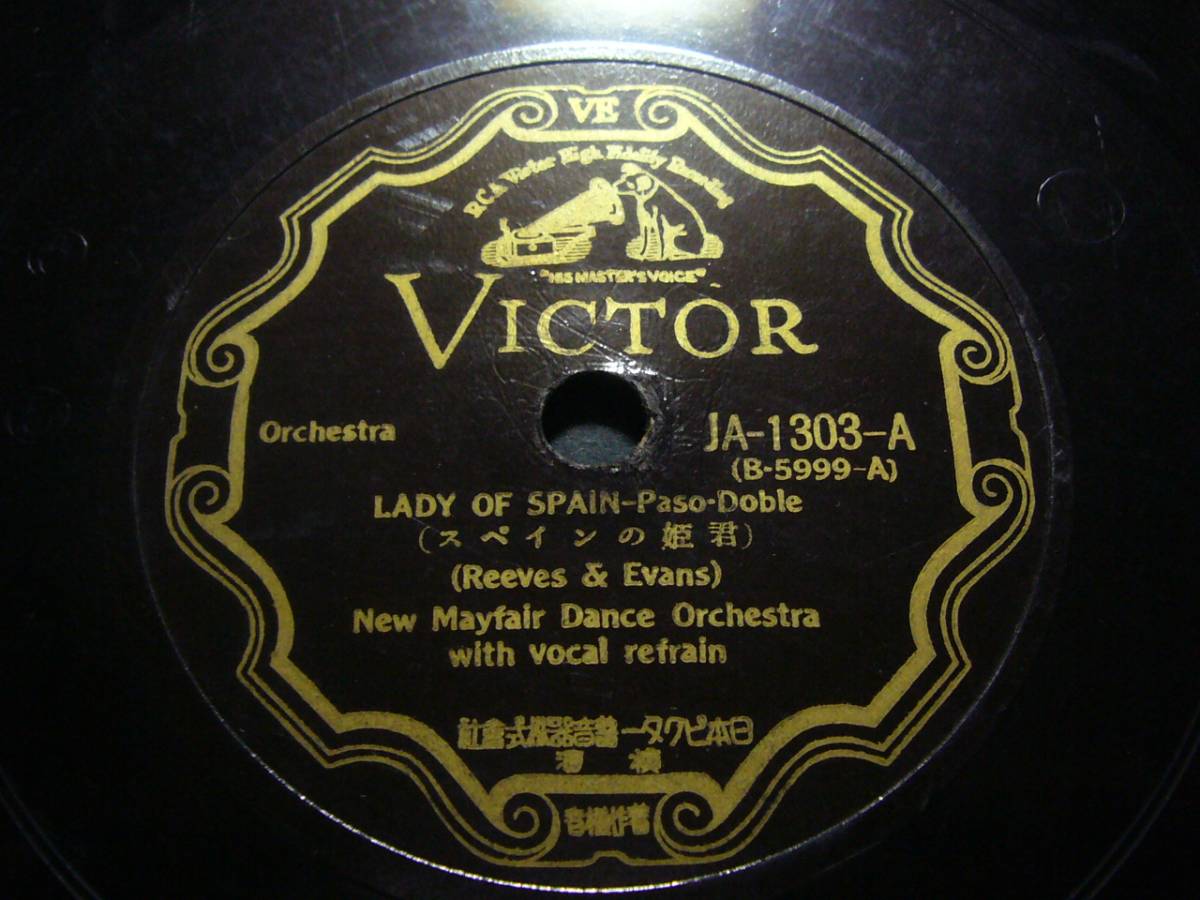 VE
RCA Victor High Fidelity Recording
"HIS MASTER'S VOICE"
VICTOR
Orchestra
JA-1303-A
(B-5999-A)
LADY OF SPAIN-Paso-Doble
(スペインの姫君)
(Reeves & Evans)
New Mayfair Dance Orchestra
with vocal refrain
社會式株器音蓄ータクビ本日
濱横